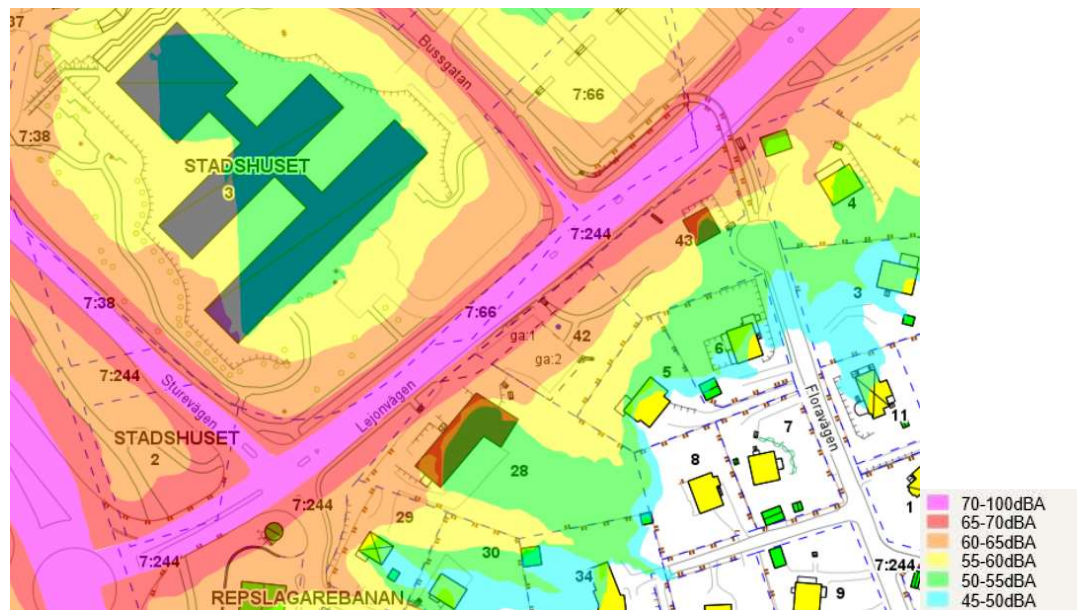 37
Bussgatan
7:66
7:38
STADSHUSET
3
4
7:244
43
3
7:38
7:66
ga:1
42
ga:2
6
5
7:244
Sturevägen
Lejonvägen
Floravägen
11
7
STADSHUSET
2
28
8
1
7:244
29
30
7:244
7:244
34
9
REPSLAGAREBANAN
70-100dBA
65-70dBA
60-65dBA
55-60dBA
50-55dBA
45-50dBA